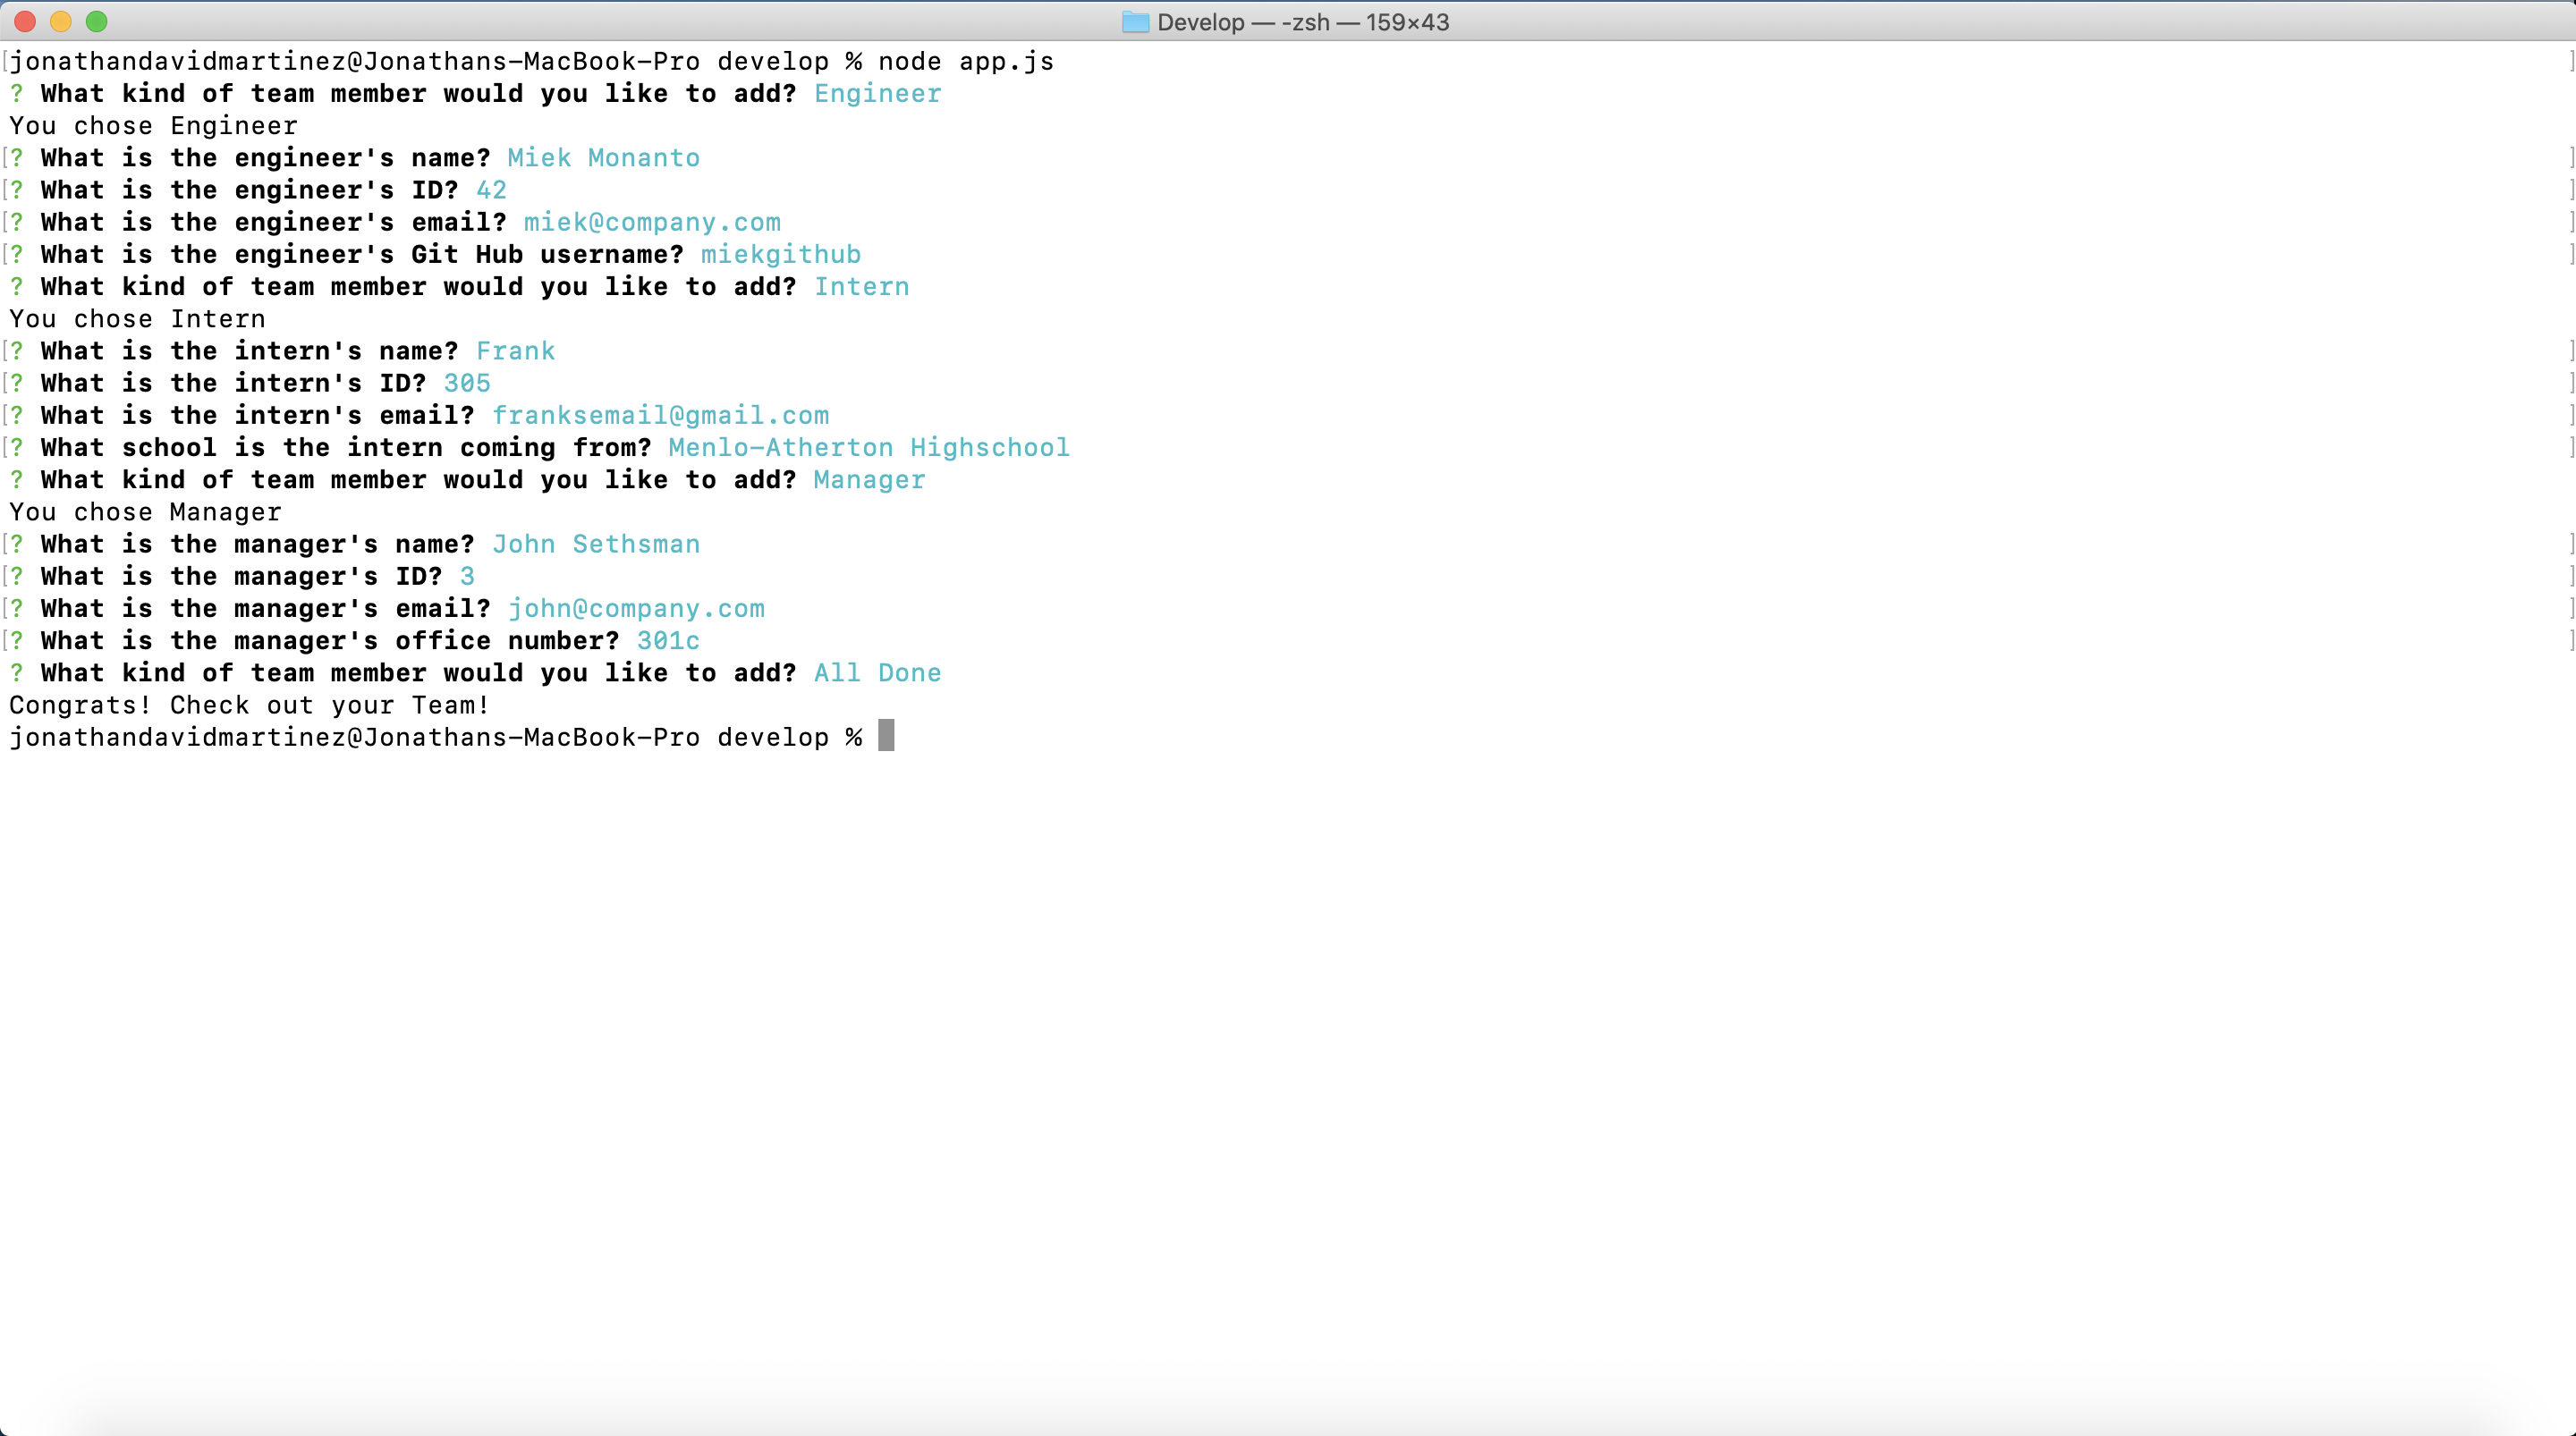 Develop — -zsh — 159×43
[jonathandavidmartinez@Jonathans-MacBook-Pro develop % node app.js ]
? What kind of team member would you like to add? Engineer
You chose Engineer
[? What is the engineer's name? Miek Monanto ]
[? What is the engineer's ID? 42 ]
[? What is the engineer's email? miek@company.com ]
[? What is the engineer's Git Hub username? miekgithub ]
? What kind of team member would you like to add? Intern
You chose Intern
[? What is the intern's name? Frank ]
[? What is the intern's ID? 305 ]
[? What is the intern's email? franksemail@gmail.com ]
[? What school is the intern coming from? Menlo-Atherton Highschool ]
? What kind of team member would you like to add? Manager
You chose Manager
[? What is the manager's name? John Sethsman ]
[? What is the manager's ID? 3 ]
[? What is the manager's email? john@company.com ]
[? What is the manager's office number? 301c ]
? What kind of team member would you like to add? All Done
Congrats! Check out your Team!
jonathandavidmartinez@Jonathans-MacBook-Pro develop %